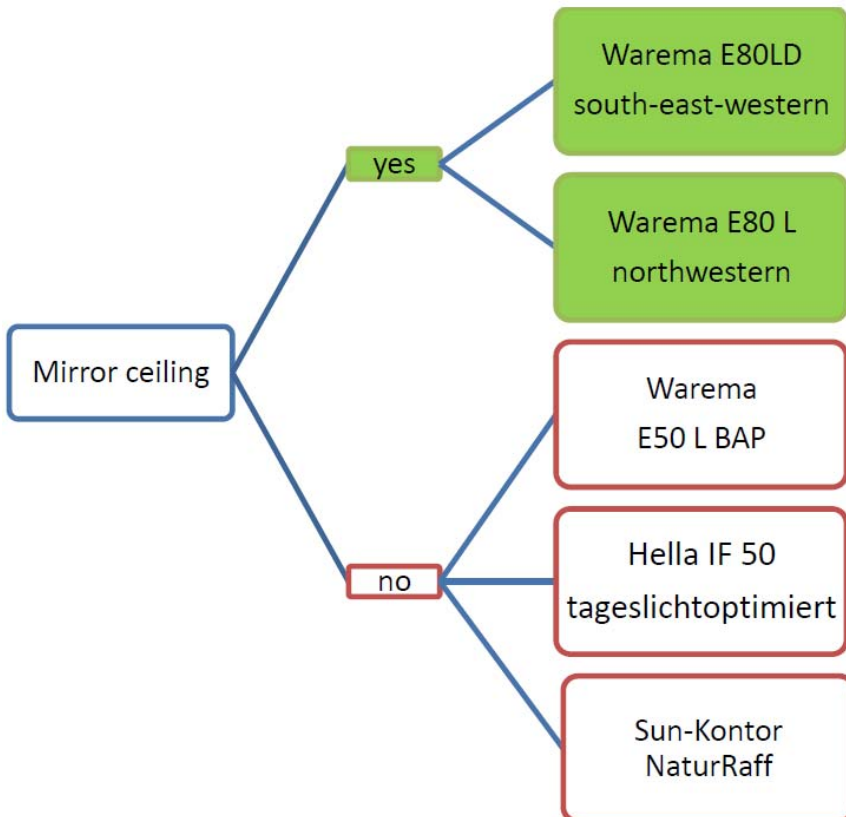 Mirror ceiling
yes
Warema E80LD
south-east-western
Warema E80 L
northwestern
no
Warema
E50 L BAP
Hella IF 50
tageslichtoptimiert
Sun-Kontor
NaturRaff